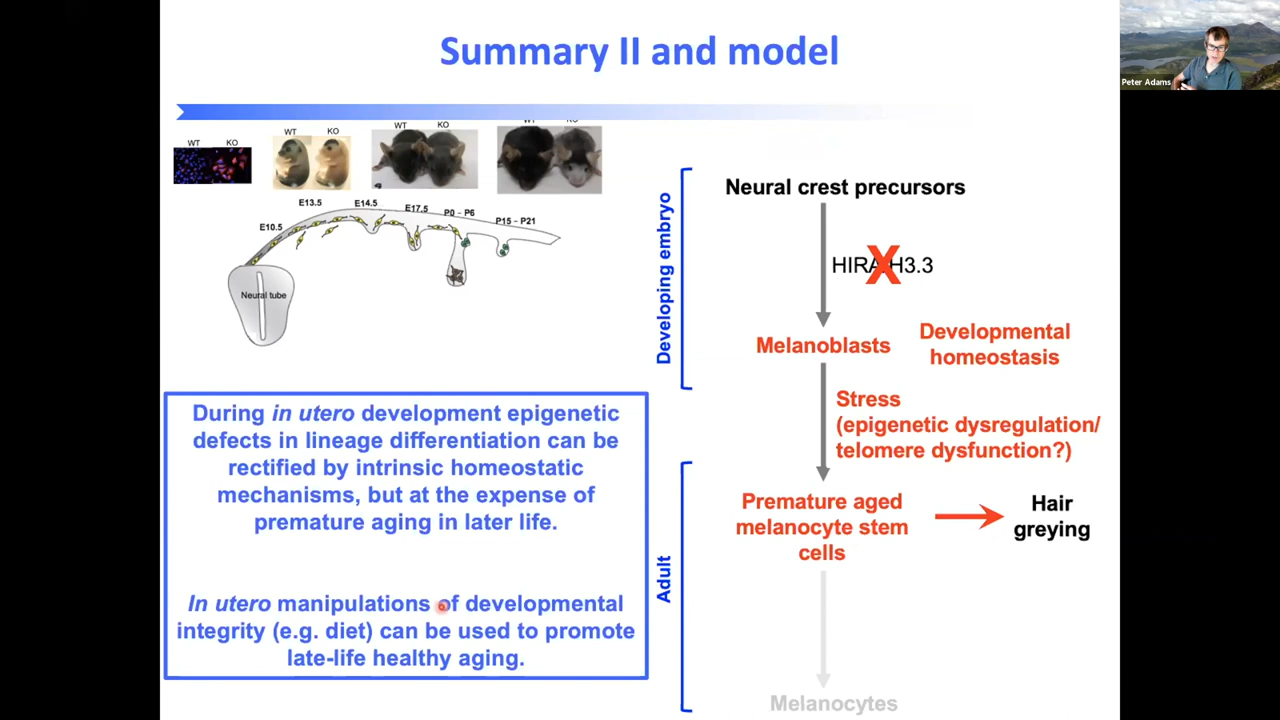 Summary II and model
Peter Adams
WT KO
WT KO
WT KO
WT KO
E10.5
E13.5
E14.5
E17.5
P0 – P6
P15 – P21
Neural tube
During in utero development epigenetic
defects in lineage differentiation can be
rectified by intrinsic homeostatic
mechanisms, but at the expense of
premature aging in later life.
In utero manipulations of developmental
integrity (e.g. diet) can be used to promote
late-life healthy aging.
Developing embryo
Neural crest precursors
HIRA/H3.3
X
Melanoblasts
Developmental
homeostasis
Stress
(epigenetic dysregulation/
telomere dysfunction?)
Adult
Premature aged
melanocyte stem
cells
Hair
greying
Melanocytes